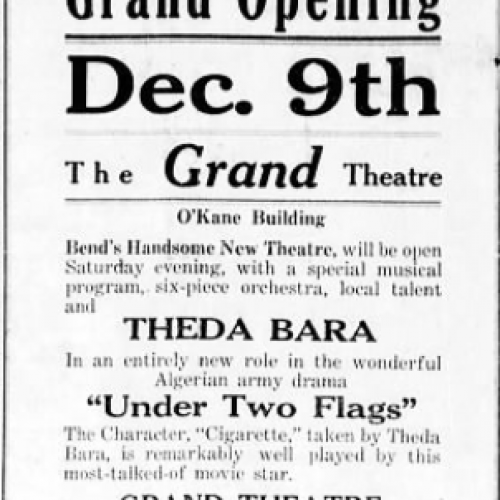 Grand Opening
Dec. 9th
The Grand Theatre
O'Kane Building
Bend's Handsome New Theatre, will be open
Saturday evening, with a special musical
program, six-piece orchestra, local talent
and
THEDA BARA
In an entirely new role in the wonderful
Algerian army drama
"Under Two Flags"
The Character, "Cigarette," taken by Theda
Bara, is remarkably well played by this
most-talked-of movie star.
GRAND THEATRE